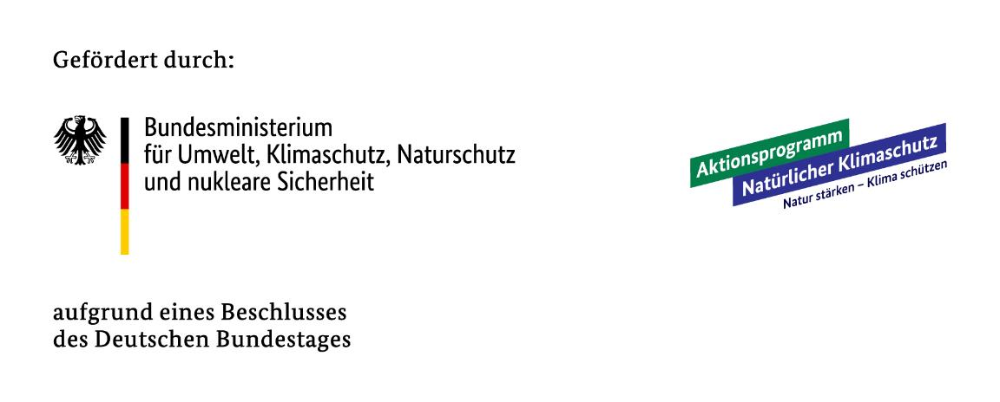 Gefördert durch:
Bundesministerium
für Umwelt, Klimaschutz, Naturschutz
und nukleare Sicherheit
Aktionsprogramm
Natürlicher Klimaschutz
Natur stärken – Klima schützen
aufgrund eines Beschlusses
des Deutschen Bundestages